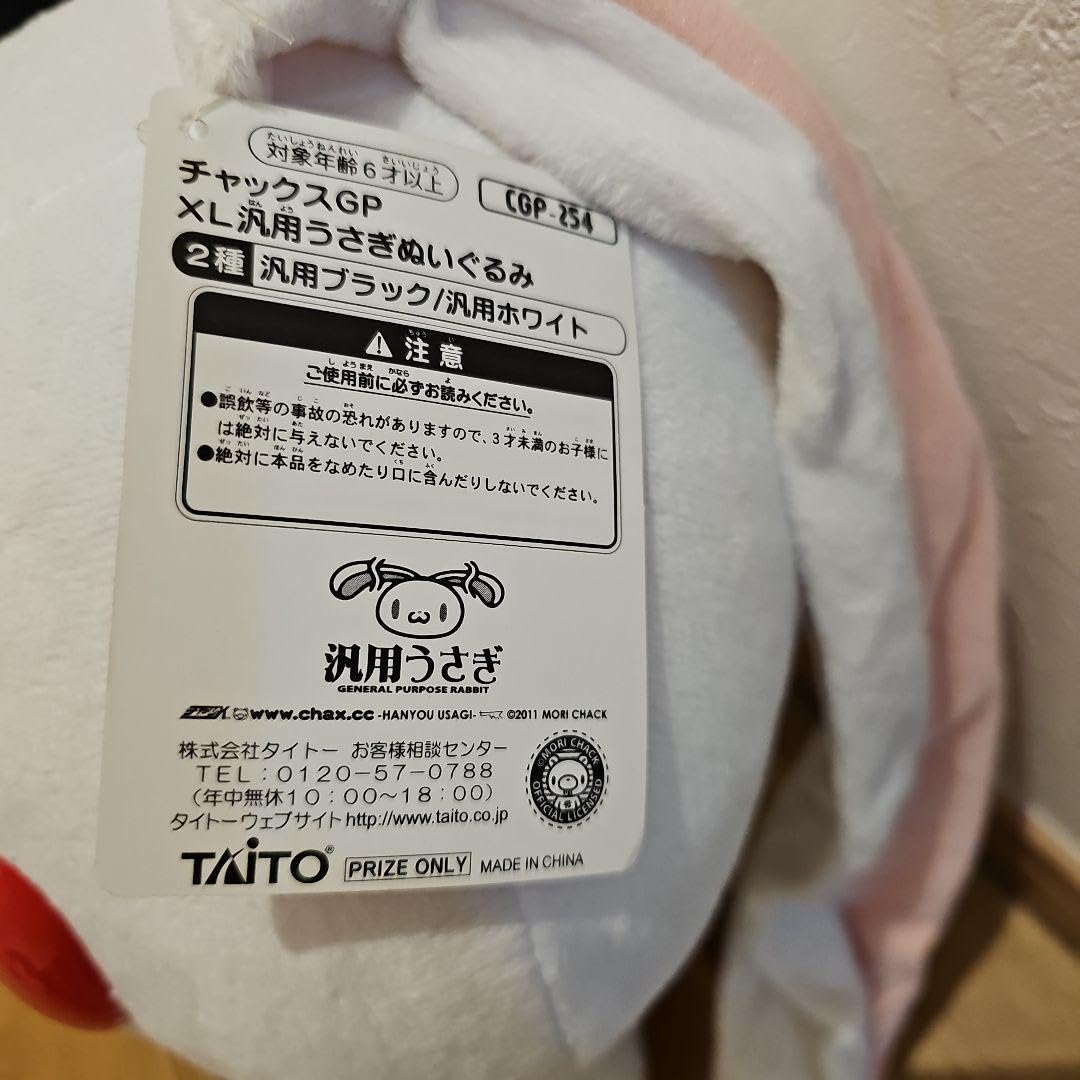 対象年齢6才以上
CGP-254
チャックスGP
XL汎用うさぎぬいぐるみ
2種 汎用ブラック/汎用ホワイト
⚠注意
ご使用前に必ずお読みください。
●誤飲等の事故の恐れがありますので、3才未満のお子様に
は絶対に与えないでください。
●絶対に本品をなめたり口に含んだりしないでください。
汎用うさぎ
GENERAL PURPOSE RABBIT
www.chax.cc -HANYOU USAGI- ©2011 MORI CHACK
株式会社タイトー お客様相談センター
TEL:0120-57-0788
(年中無休10:00~18:00)
タイトーウェブサイト http://www.taito.co.jp
©MORI CHACK
OFFICIAL LICENSED
TAITO® PRIZE ONLY MADE IN CHINA